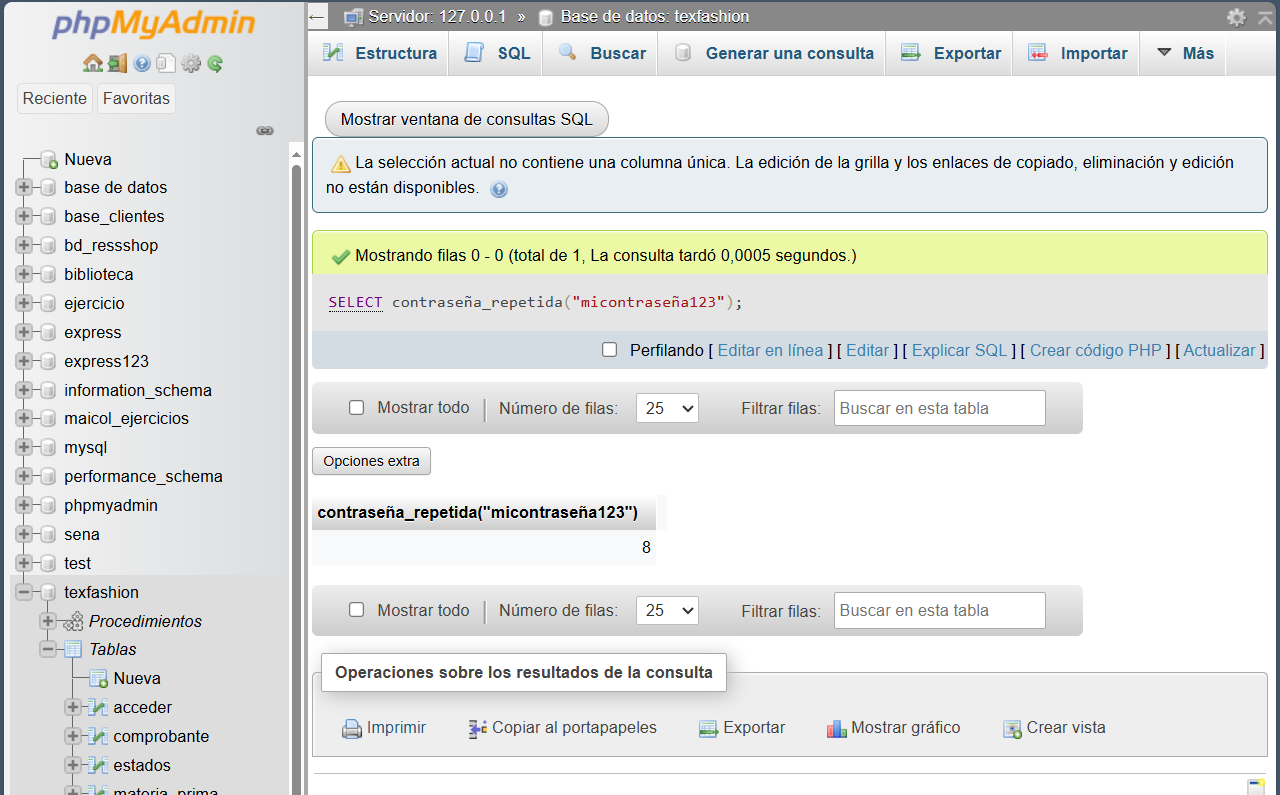 phpMyAdmin
Reciente
Favoritas
Nueva
base de datos
base_clientes
bd_ressshop
biblioteca
ejercicio
express
express123
information_schema
maicol_ejercicios
mysql
performance_schema
phpmyadmin
sena
test
texfashion
Procedimientos
Tablas
Nueva
acceder
comprobante
estados
materia_prima
Servidor: 127.0.0.1 » Base de datos: texfashion
Estructura
SQL
Buscar
Generar una consulta
Exportar
Importar
Más
Mostrar ventana de consultas SQL
La selección actual no contiene una columna única. La edición de la grilla y los enlaces de copiado, eliminación y edición
no están disponibles.
Mostrando filas 0 - 0 (total de 1, La consulta tardó 0,0005 segundos.)
SELECT contraseña_repetida("micontraseña123");
Perfilando [ Editar en línea ] [ Editar ] [ Explicar SQL ] [ Crear código PHP ] [ Actualizar ]
Mostrar todo | Número de filas: 25 Filtrar filas: Buscar en esta tabla
Opciones extra
contraseña_repetida("micontraseña123")
8
Mostrar todo | Número de filas: 25 Filtrar filas: Buscar en esta tabla
Operaciones sobre los resultados de la consulta
Imprimir
Copiar al portapapeles
Exportar
Mostrar gráfico
Crear vista